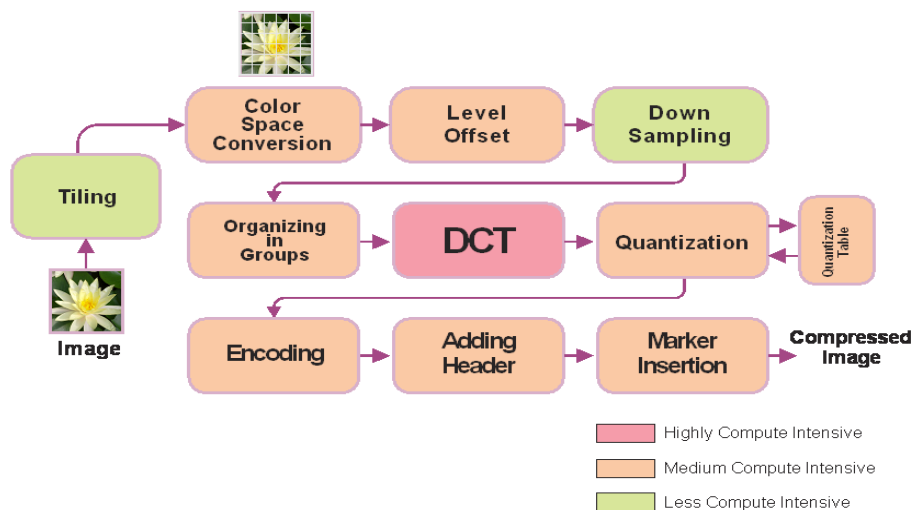 Color
Space
Conversion
Level
Offset
Down
Sampling
Tiling
Image
Organizing
in
Groups
DCT
Quantization
Quantization
Table
Encoding
Adding
Header
Marker
Insertion
Compressed
Image
Highly Compute Intensive
Medium Compute Intensive
Less Compute Intensive